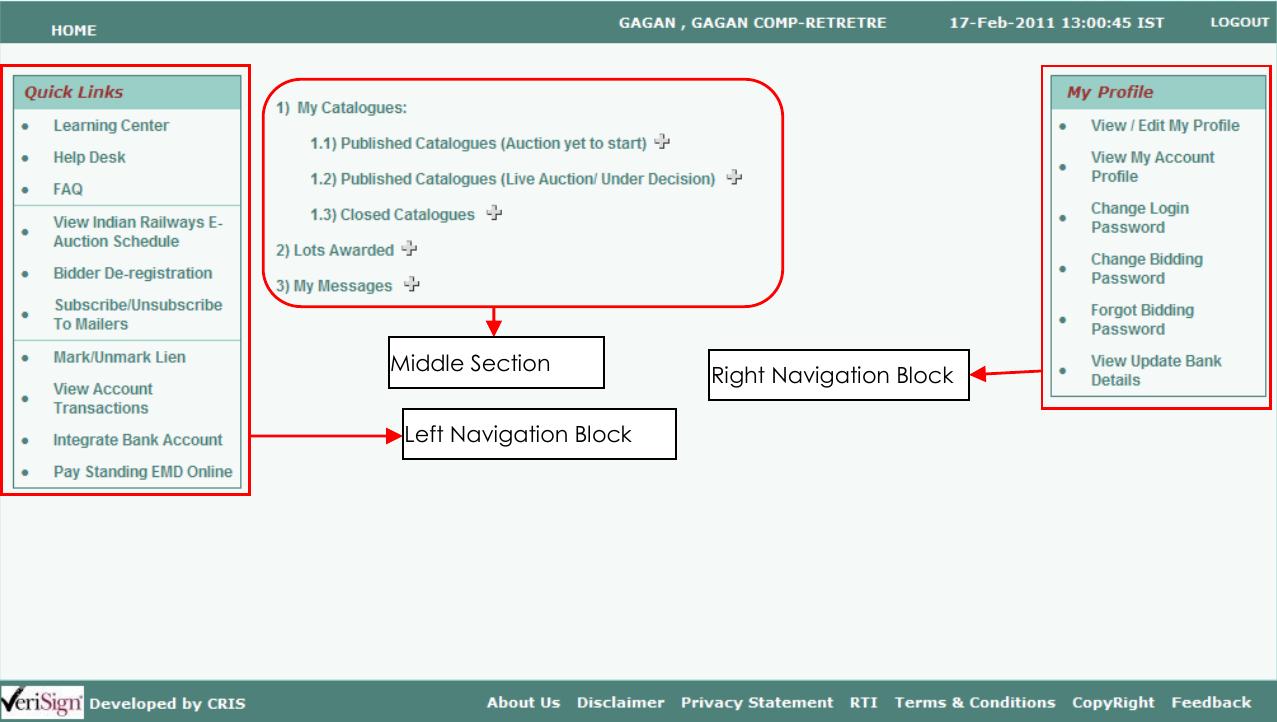 HOME
GAGAN , GAGAN COMP-RETRETRE
17-Feb-2011 13:00:45 IST
LOGOUT
Quick Links
Learning Center
Help Desk
FAQ
View Indian Railways E-
Auction Schedule
Bidder De-registration
Subscribe/Unsubscribe
To Mailers
Mark/Unmark Lien
View Account
Transactions
Integrate Bank Account
Pay Standing EMD Online
1) My Catalogues:
1.1) Published Catalogues (Auction yet to start)
1.2) Published Catalogues (Live Auction/ Under Decision)
1.3) Closed Catalogues
2) Lots Awarded
3) My Messages
Middle Section
Left Navigation Block
Right Navigation Block
My Profile
View / Edit My Profile
View My Account
Profile
Change Login
Password
Change Bidding
Password
Forgot Bidding
Password
View Update Bank
Details
VeriSign
Developed by CRIS
About Us
Disclaimer
Privacy Statement
RTI
Terms & Conditions
CopyRight
Feedback